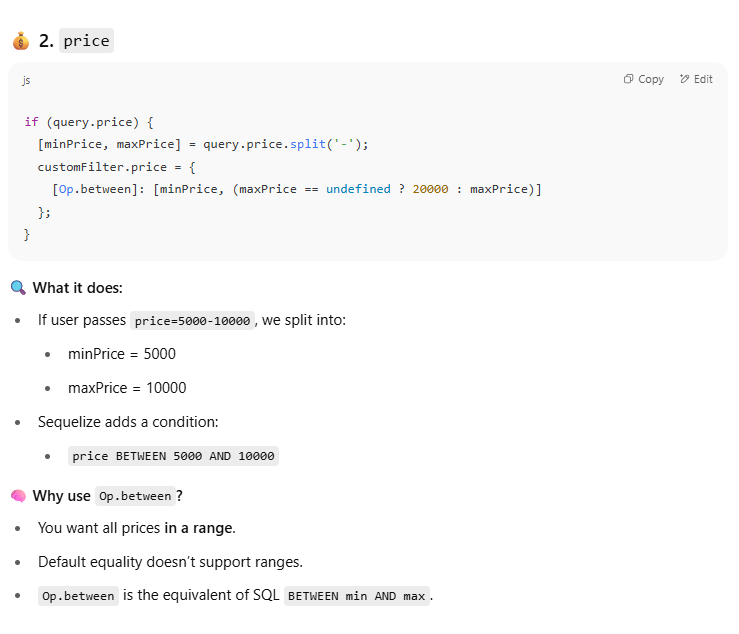 💰 2. price
js Copy Edit
if (query.price) {
  [minPrice, maxPrice] = query.price.split('-');
  customFilter.price = {
    [Op.between]: [minPrice, (maxPrice == undefined ? 20000 : maxPrice)]
  };
}
🔍 What it does:
• If user passes price=5000-10000, we split into:
• minPrice = 5000
• maxPrice = 10000
• Sequelize adds a condition:
• price BETWEEN 5000 AND 10000
🧠 Why use Op.between?
• You want all prices in a range.
• Default equality doesn't support ranges.
• Op.between is the equivalent of SQL BETWEEN min AND max.